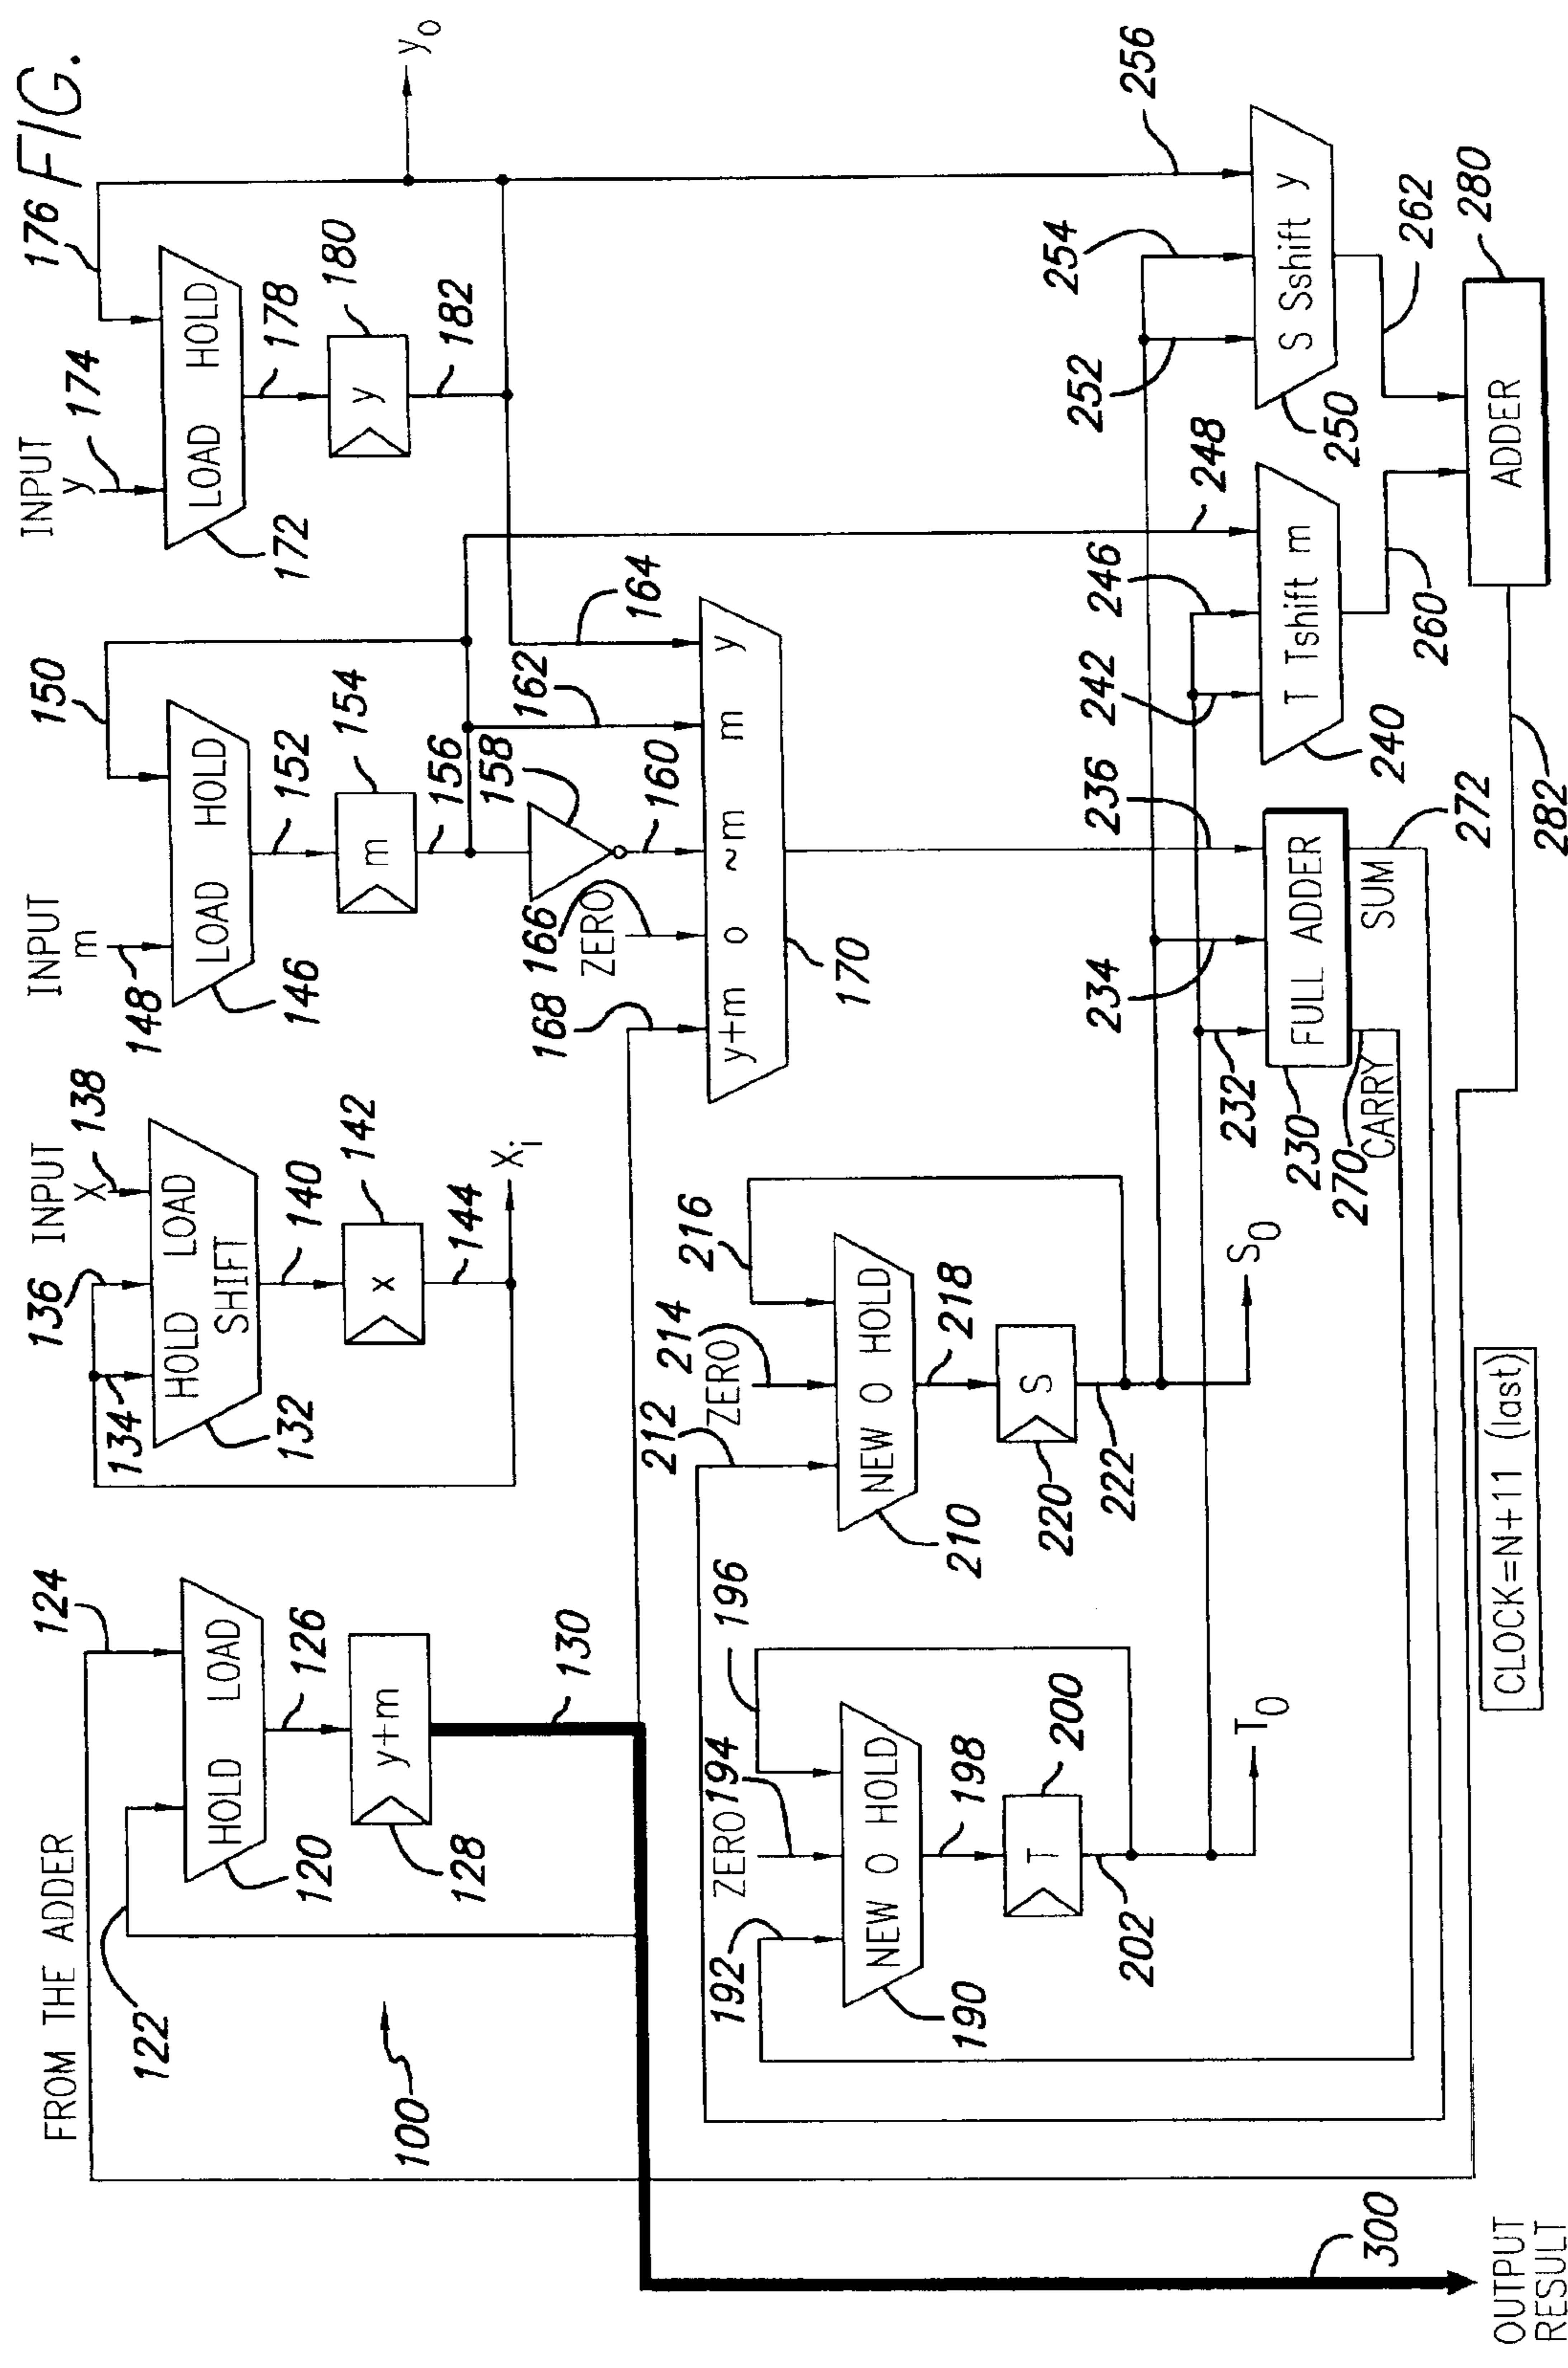 FIG.
FROM THE ADDER
122
124
HOLD LOAD
120
126
y+m
128
130
100
INPUT
X
134
136
138
HOLD LOAD
SHIFT
132
140
x
142
144
Xi
INPUT
m
148
150
LOAD HOLD
146
152
m
154
156
158
160
162
164
166
ZERO
168
y+m 0 ~m m y
170
INPUT
y
174
176
LOAD HOLD
172
178
y
180
182
y0
192
ZERO
194
196
NEW 0 HOLD
190
198
T
200
202
T0
212
ZERO
214
216
NEW 0 HOLD
210
218
S
220
222
S0
232
234
236
FULL ADDER
230
270
CARRY
SUM
272
242
246
248
T Tshift m
240
260
252
254
256
S Sshift y
250
262
ADDER
280
282
CLOCK=N+11 (last)
300
OUTPUT
RESULT